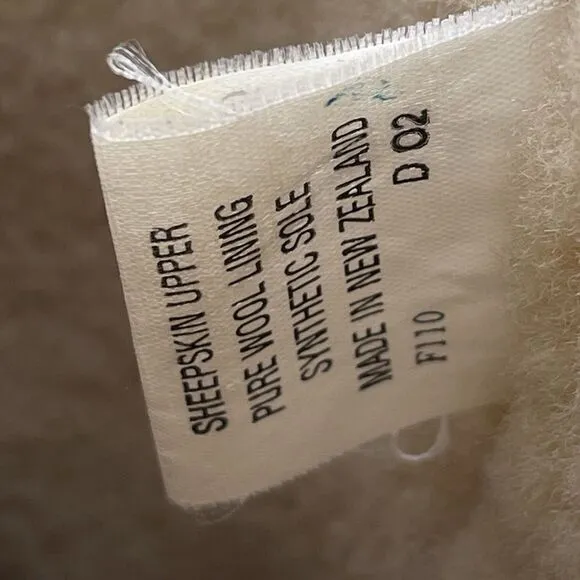 SHEEPSKIN UPPER
PURE WOOL LINING
SYNTHETIC SOLE
MADE IN NEW ZEALAND
D 02
F110